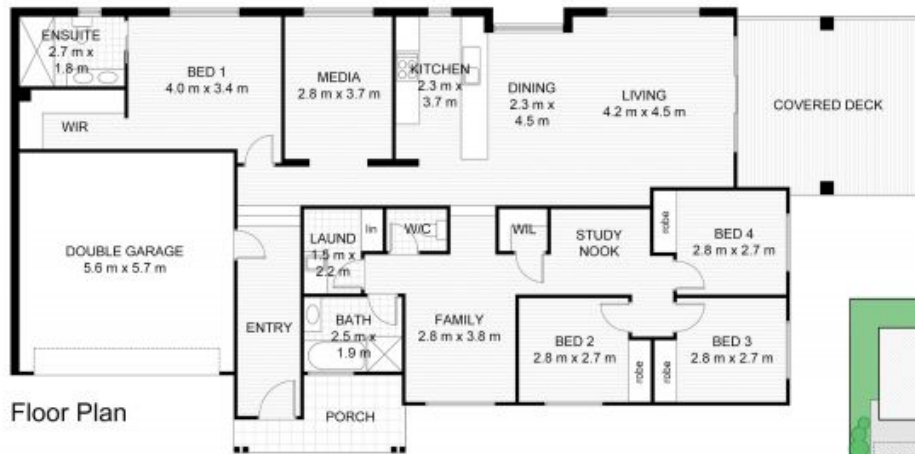 ENSUITE
2.7 m x
1.8 m
BED 1
4.0 m x 3.4 m
MEDIA
2.8 m x 3.7 m
KITCHEN
2.3 m x
3.7 m
DINING
2.3 m x
4.5 m
LIVING
4.2 m x 4.5 m
COVERED DECK
WIR
DOUBLE GARAGE
5.6 m x 5.7 m
LAUND
1.5 m x
2.2 m
lin
W/C
WIL
STUDY
NOOK
robe
BED 4
2.8 m x 2.7 m
ENTRY
BATH
2.5 m x
1.9 m
FAMILY
2.8 m x 3.8 m
BED 2
2.8 m x 2.7 m
robe
robe
BED 3
2.8 m x 2.7 m
PORCH
Floor Plan